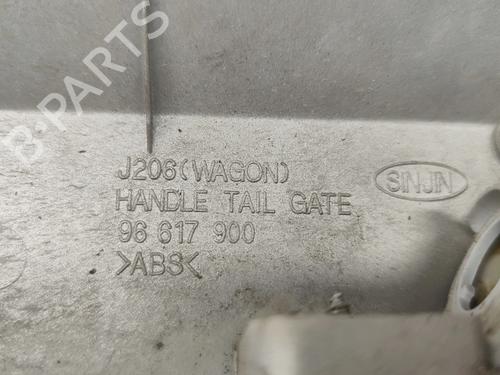 B-PARTS
J206(WAGON)
HANDLE TAIL GATE
96 617 900
>ABS<
SINJIN